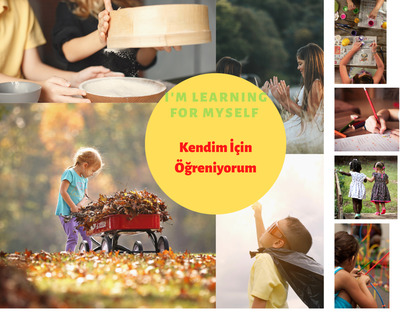 I'M LEARNING
FOR MYSELF
Kendim İçin
Öğreniyorum